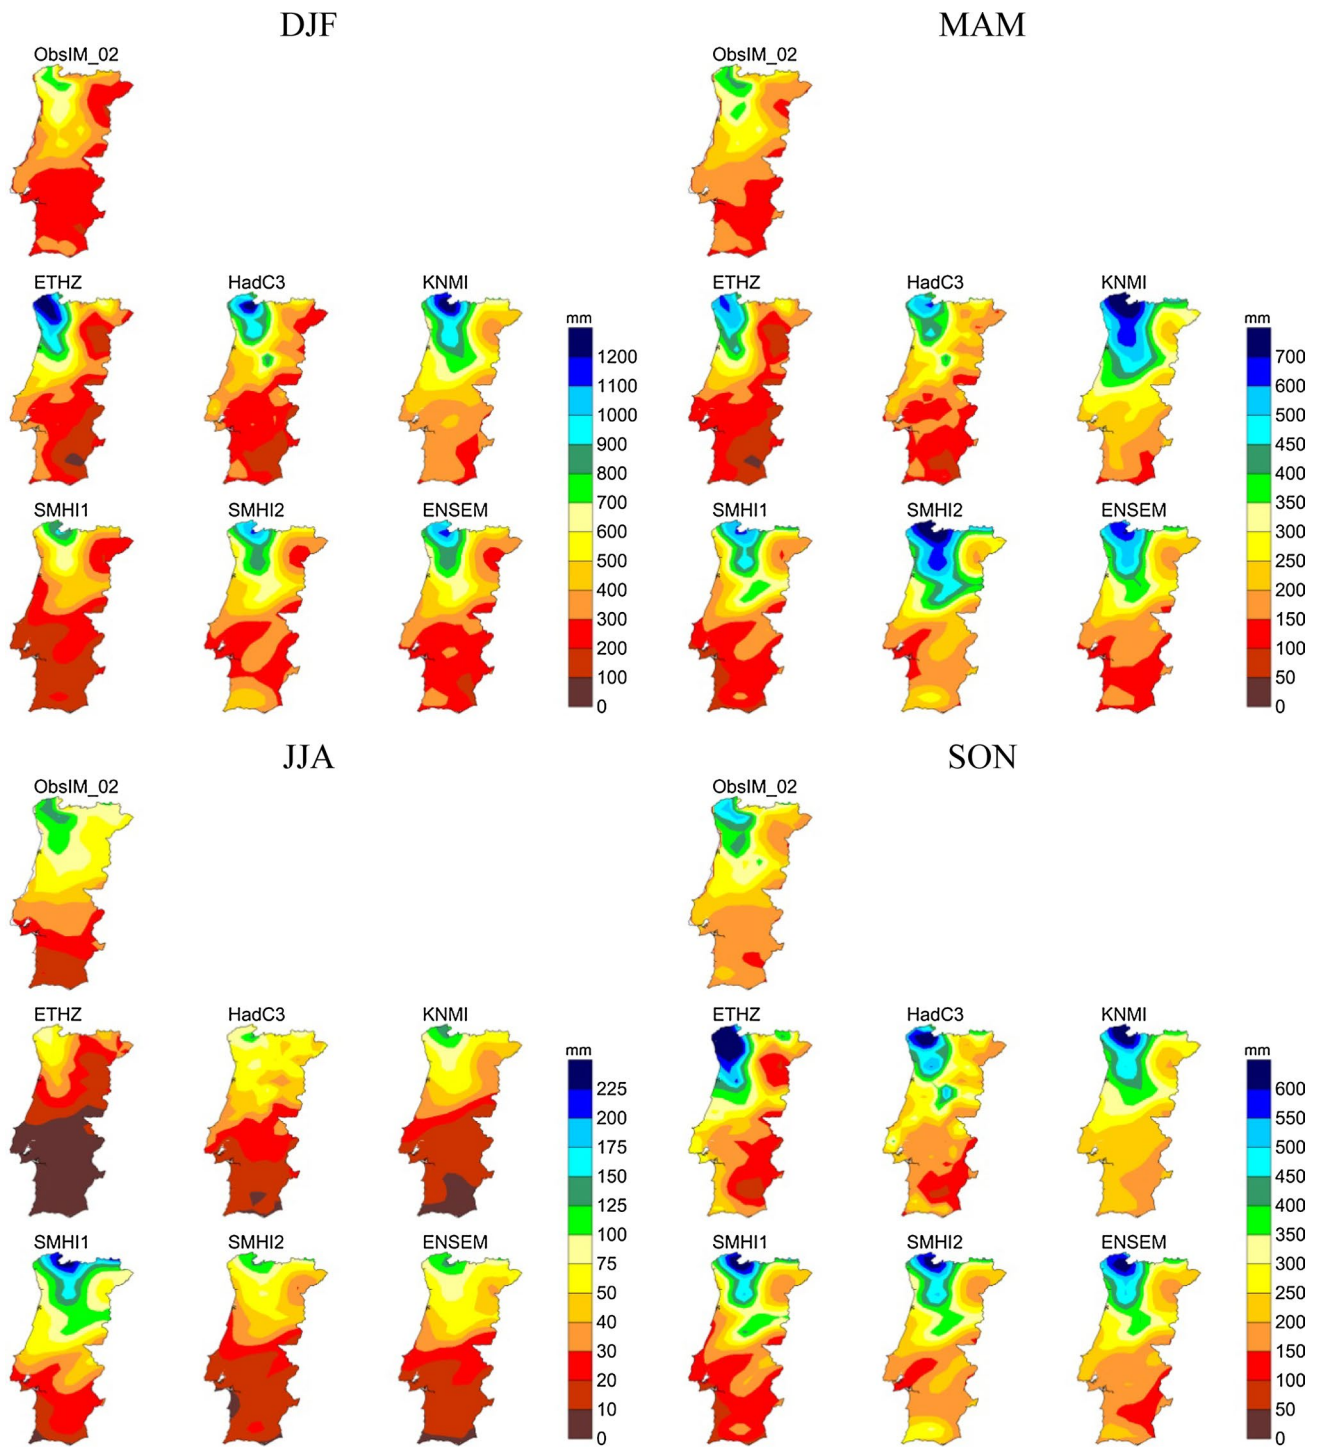 DJF
MAM
ObsIM_02
ObsIM_02
ETHZ
HadC3
KNMI
ETHZ
HadC3
KNMI
mm
1200
1100
1000
900
800
700
600
500
400
300
200
100
0
mm
700
600
500
450
400
350
300
250
200
150
100
50
0
SMHI1
SMHI2
ENSEM
SMHI1
SMHI2
ENSEM
JJA
SON
ObsIM_02
ObsIM_02
ETHZ
HadC3
KNMI
ETHZ
HadC3
KNMI
mm
225
200
175
150
125
100
75
50
40
30
20
10
0
mm
600
550
500
450
400
350
300
250
200
150
100
50
0
SMHI1
SMHI2
ENSEM
SMHI1
SMHI2
ENSEM